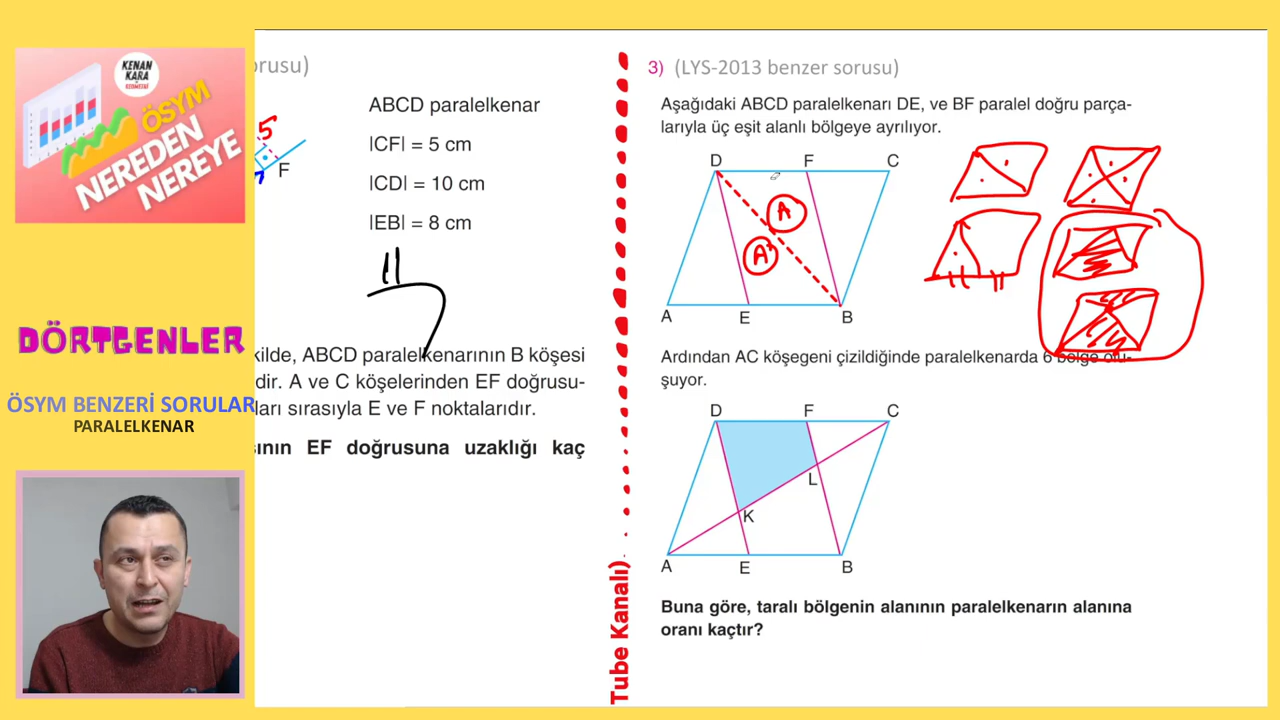 KENAN
KARA
ÖSYM
NEREDEN
NEREYE
DÖRTGENLER
ÖSYM BENZERİ SORULAR
PARALELKENAR
orusu)
5
F
ABCD paralelkenar
|CF| = 5 cm
|CD| = 10 cm
|EB| = 8 cm
kilde, ABCD paralelkenarının B köşesi
dir. A ve C köşelerinden EF doğrusu-
ları sırasıyla E ve F noktalarıdır.
sının EF doğrusuna uzaklığı kaç
Tube Kanalı)
3) (LYS-2013 benzer sorusu)
Aşağıdaki ABCD paralelkenarı DE, ve BF paralel doğru parça-
larıyla üç eşit alanlı bölgeye ayrılıyor.
D F C
A
A
A E B
Ardından AC köşegeni çizildiğinde paralelkenarda 6 bölge olu-
şuyor.
D F C
L
K
A E B
Buna göre, taralı bölgenin alanının paralelkenarın alanına
oranı kaçtır?